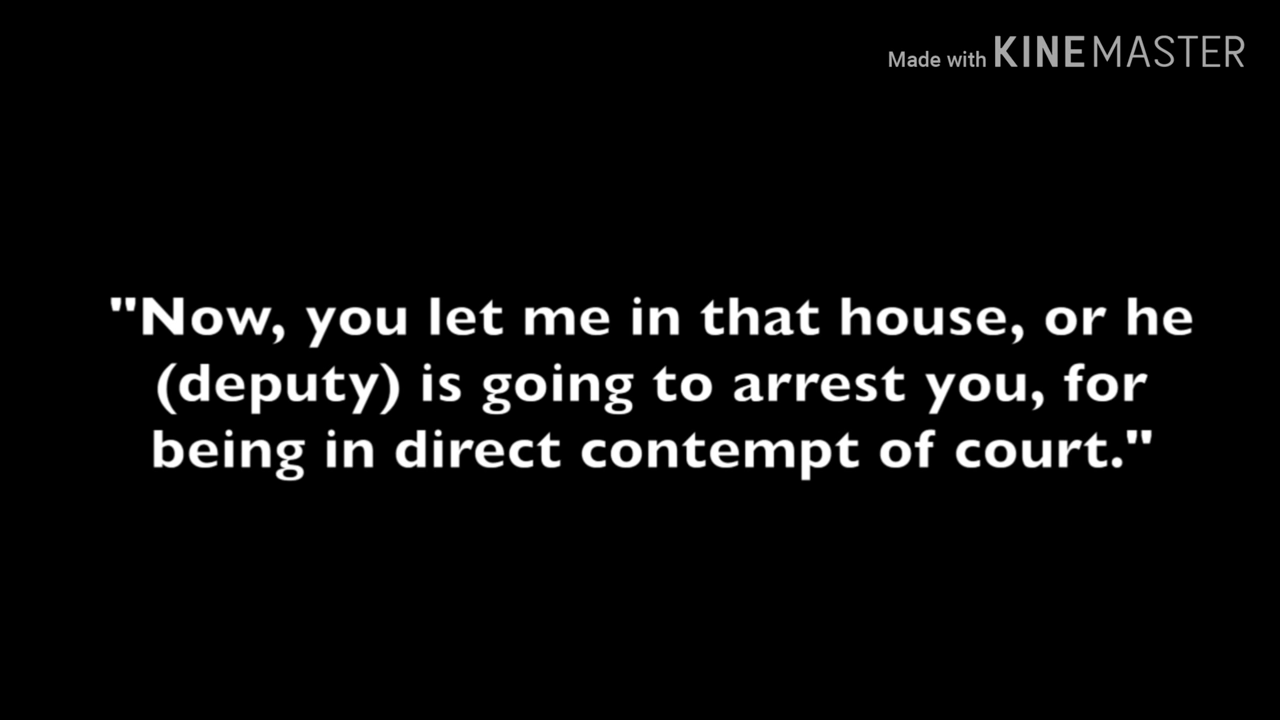 Made with KINEMASTER
"Now, you let me in that house, or he
(deputy) is going to arrest you, for
being in direct contempt of court."